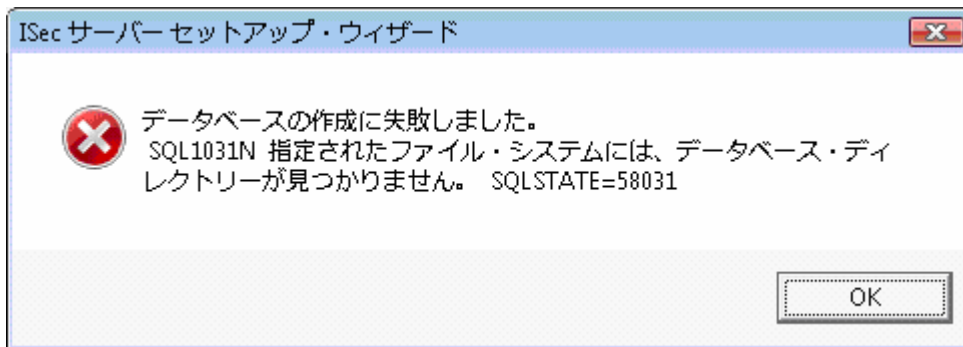 ISec サーバー セットアップ・ウィザード
データベースの作成に失敗しました。
SQL1031N 指定されたファイル・システムには、データベース・ディ
レクトリーが見つかりません。 SQLSTATE=58031
OK